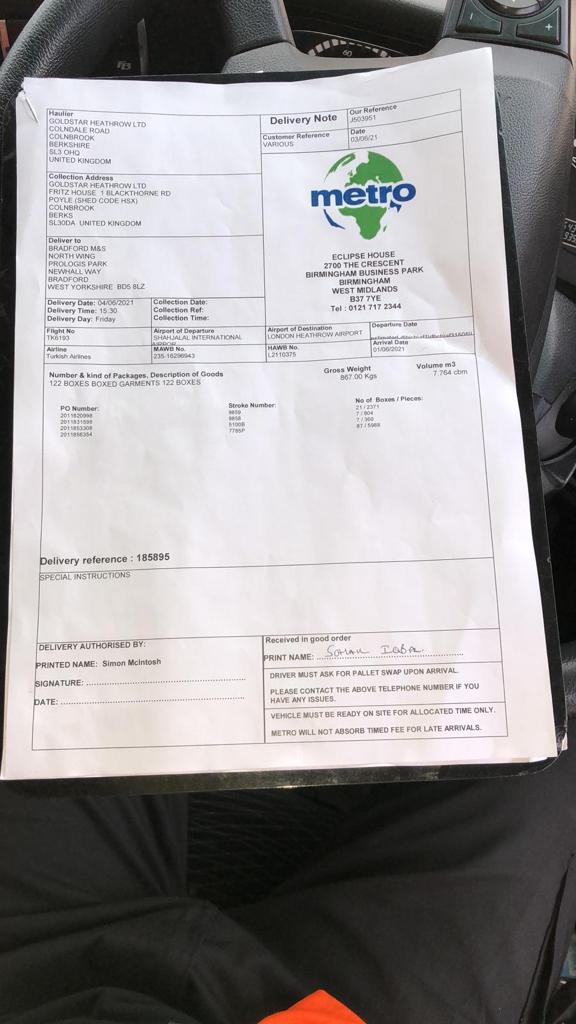 60
Haulier
GOLDSTAR HEATHROW LTD
COLNDALE ROAD
COLNBROOK
BERKSHIRE
SL3 OHQ
UNITED KINGDOM
Delivery Note
Our Reference
J503951
Customer Reference
VARIOUS
Date
03/06/21
Collection Address
GOLDSTAR HEATHROW LTD
FRITZ HOUSE 1 BLACKTHORNE RD
POYLE (SHED CODE HSX)
COLNBROOK
BERKS
SL30DA UNITED KINGDOM
metro
ECLIPSE HOUSE
2700 THE CRESCENT
BIRMINGHAM BUSINESS PARK
BIRMINGHAM
WEST MIDLANDS
B37 7YE
Tel : 0121 717 2344
Deliver to
BRADFORD M&S
NORTH WING
PROLOGIS PARK
NEWHALL WAY
BRADFORD
WEST YORKSHIRE BD5 8LZ
Delivery Date: 04/06/2021
Delivery Time: 15:30
Delivery Day: Friday
Collection Date:
Collection Ref:
Collection Time:
Flight No
TK6193
Airport of Departure
SHAHJALAL INTERNATIONAL
AIRPORT
Airport of Destination
LONDON HEATHROW AIRPORT
Departure Date
Airline
Turkish Airlines
MAWB No.
235-16296943
HAWB No.
L2110375
Arrival Date
01/06/2021
Number & kind of Packages, Description of Goods
122 BOXES BOXED GARMENTS 122 BOXES
Gross Weight
867.00 Kgs
Volume m3
7.764 cbm
PO Number:
2011820998
2011831598
2011853308
2011856354
Stroke Number:
9859
9858
5100B
7785P
No of Boxes / Pieces:
21 / 2371
7 / 804
7 / 360
87 / 5988
Delivery reference : 185895
SPECIAL INSTRUCTIONS
DELIVERY AUTHORISED BY:
PRINTED NAME: Simon McIntosh
SIGNATURE:
DATE:
Received in good order
PRINT NAME:
DRIVER MUST ASK FOR PALLET SWAP UPON ARRIVAL.
PLEASE CONTACT THE ABOVE TELEPHONE NUMBER IF YOU
HAVE ANY ISSUES.
VEHICLE MUST BE READY ON SITE FOR ALLOCATED TIME ONLY.
METRO WILL NOT ABSORB TIMED FEE FOR LATE ARRIVALS.